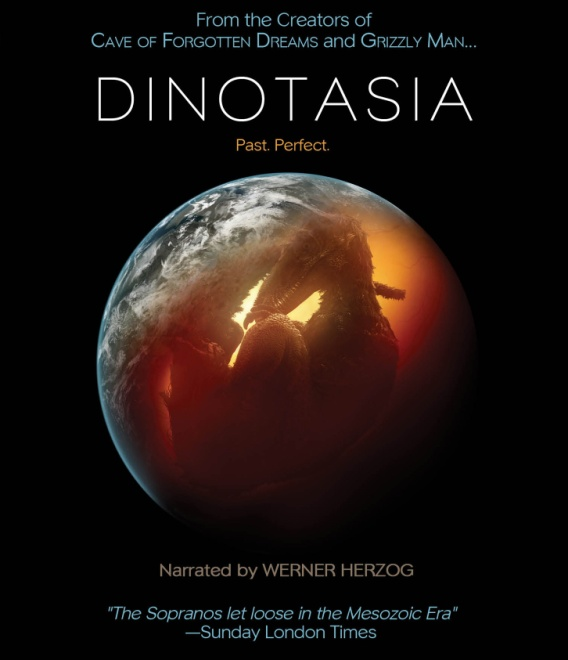 From the Creators of
CAVE OF FORGOTTEN DREAMS and GRIZZLY MAN...
DINOTASIA
Past. Perfect.
Narrated by WERNER HERZOG
"The Sopranos let loose in the Mesozoic Era"
—Sunday London Times